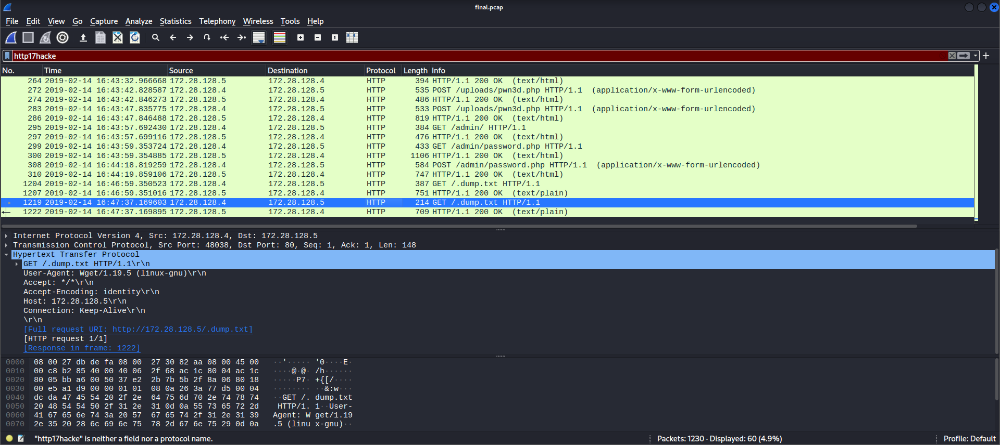 final.pcap
File Edit View Go Capture Analyze Statistics Telephony Wireless Tools Help
http17hacke
No. Time Source Destination Protocol Length Info
264 2019-02-14 16:43:32.966668 172.28.128.5 172.28.128.4 HTTP 394 HTTP/1.1 200 OK (text/html)
272 2019-02-14 16:43:42.828587 172.28.128.4 172.28.128.5 HTTP 535 POST /uploads/pwn3d.php HTTP/1.1 (application/x-www-form-urlencoded)
274 2019-02-14 16:43:42.846273 172.28.128.5 172.28.128.4 HTTP 486 HTTP/1.1 200 OK (text/html)
283 2019-02-14 16:43:47.835775 172.28.128.4 172.28.128.5 HTTP 533 POST /uploads/pwn3d.php HTTP/1.1 (application/x-www-form-urlencoded)
286 2019-02-14 16:43:47.846488 172.28.128.5 172.28.128.4 HTTP 819 HTTP/1.1 200 OK (text/html)
295 2019-02-14 16:43:57.692430 172.28.128.4 172.28.128.5 HTTP 384 GET /admin/ HTTP/1.1
297 2019-02-14 16:43:57.699116 172.28.128.5 172.28.128.4 HTTP 476 HTTP/1.1 200 OK (text/html)
299 2019-02-14 16:43:59.353724 172.28.128.4 172.28.128.5 HTTP 433 GET /admin/password.php HTTP/1.1
300 2019-02-14 16:43:59.354885 172.28.128.5 172.28.128.4 HTTP 1106 HTTP/1.1 200 OK (text/html)
308 2019-02-14 16:44:18.819259 172.28.128.4 172.28.128.5 HTTP 584 POST /admin/password.php HTTP/1.1 (application/x-www-form-urlencoded)
310 2019-02-14 16:44:19.859106 172.28.128.5 172.28.128.4 HTTP 747 HTTP/1.1 200 OK (text/html)
1204 2019-02-14 16:46:59.350523 172.28.128.4 172.28.128.5 HTTP 387 GET /.dump.txt HTTP/1.1
1207 2019-02-14 16:46:59.351016 172.28.128.5 172.28.128.4 HTTP 751 HTTP/1.1 200 OK (text/plain)
1219 2019-02-14 16:47:37.169603 172.28.128.4 172.28.128.5 HTTP 214 GET /.dump.txt HTTP/1.1
1222 2019-02-14 16:47:37.169895 172.28.128.5 172.28.128.4 HTTP 709 HTTP/1.1 200 OK (text/plain)
Internet Protocol Version 4, Src: 172.28.128.4, Dst: 172.28.128.5
Transmission Control Protocol, Src Port: 48038, Dst Port: 80, Seq: 1, Ack: 1, Len: 148
Hypertext Transfer Protocol
GET /.dump.txt HTTP/1.1\r\n
User-Agent: Wget/1.19.5 (linux-gnu)\r\n
Accept: */*\r\n
Accept-Encoding: identity\r\n
Host: 172.28.128.5\r\n
Connection: Keep-Alive\r\n
\r\n
[Full request URI: http://172.28.128.5/.dump.txt]
[HTTP request 1/1]
[Response in frame: 1222]
0000 08 00 27 db de fa 08 00 27 30 82 aa 08 00 45 00 ··'····· '0····E·
0010 00 c8 b2 85 40 00 40 06 2f 68 ac 1c 80 04 ac 1c ····@·@· /h······
0020 80 05 bb a6 00 50 37 e2 2b 7b 5b 2f 8a 06 80 18 ·····P7· +{[/····
0030 00 e5 a1 d9 00 00 01 01 08 0a 26 3a 77 d5 00 04 ········ ··&:w···
0040 dc da 47 45 54 20 2f 2e 64 75 6d 70 2e 74 78 74 ··GET /. dump.txt
0050 20 48 54 54 50 2f 31 2e 31 0d 0a 55 73 65 72 2d HTTP/1. 1··User-
0060 41 67 65 6e 74 3a 20 57 67 65 74 2f 31 2e 31 39 Agent: W get/1.19
0070 2e 35 20 28 6c 69 6e 75 78 2d 67 6e 75 29 0d 0a .5 (linu x-gnu)··
"http17hacke" is neither a field nor a protocol name. Packets: 1230 · Displayed: 60 (4.9%) Profile: Default